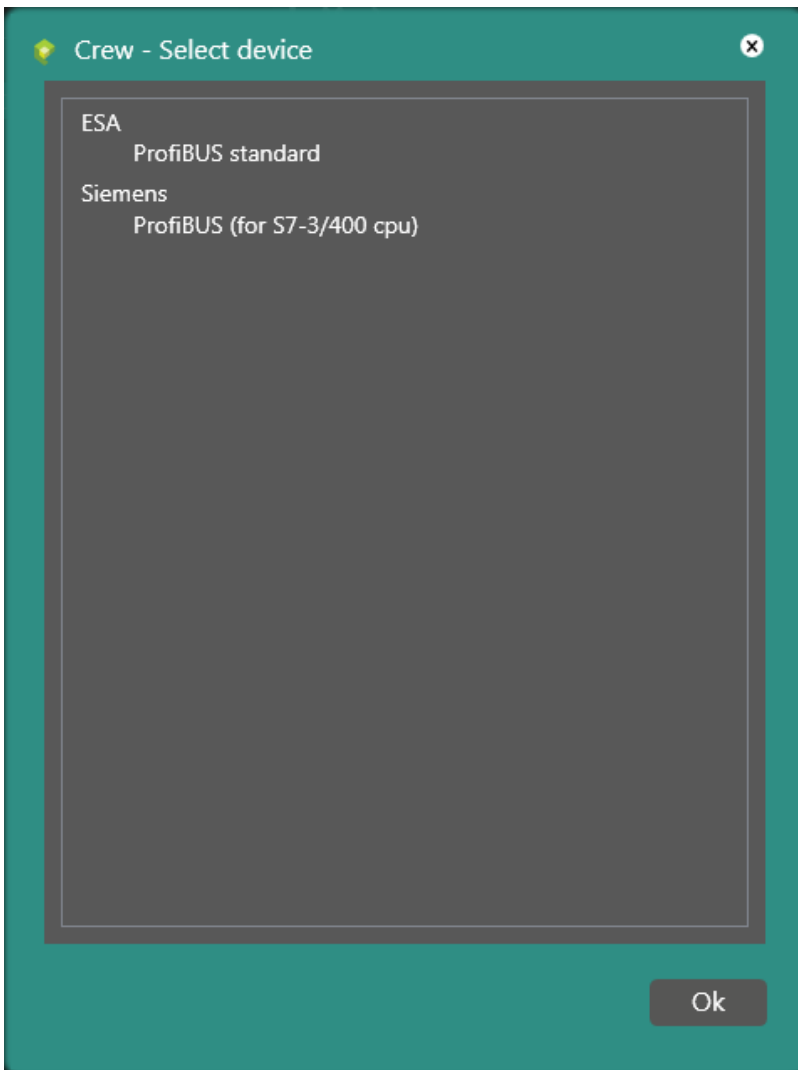 Crew - Select device
ESA
ProfiBUS standard
Siemens
ProfiBUS (for S7-3/400 cpu)
Ok